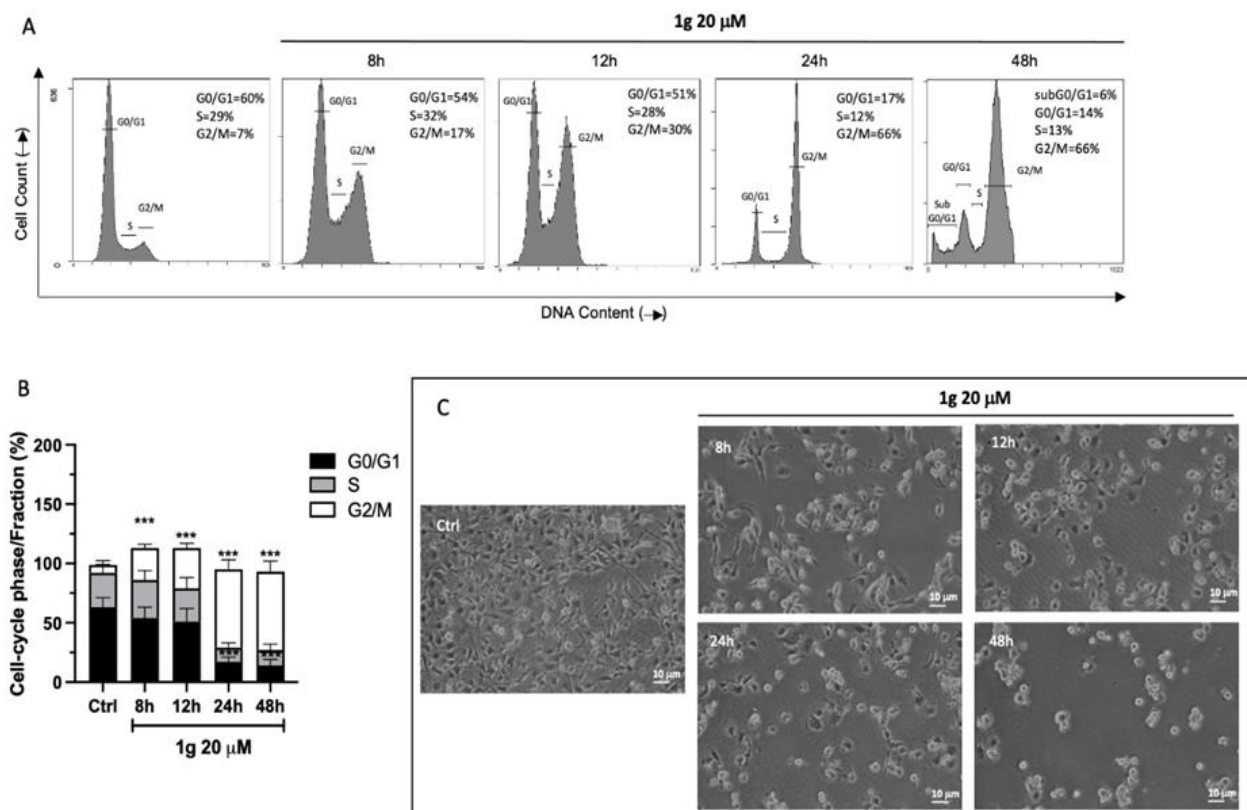 A
1g 20 µM
8h
12h
24h
48h
Cell Count (→)
636
0
G0/G1
S
G2/M
G0/G1=60%
S=29%
G2/M=7%
G0/G1
S
G2/M
G0/G1=54%
S=32%
G2/M=17%
G0/G1
S
G2/M
G0/G1=51%
S=28%
G2/M=30%
G0/G1
S
G2/M
G0/G1=17%
S=12%
G2/M=66%
Sub
G0/G1
G0/G1
S
G2/M
subG0/G1=6%
G0/G1=14%
S=13%
G2/M=66%
0
1023
DNA Content (→)
B
Cell-cycle phase/Fraction (%)
200
150
100
50
0
***
***
***
***
***
***
G0/G1
S
G2/M
Ctrl
8h
12h
24h
48h
1g 20 µM
C
1g 20 µM
Ctrl
10 µm
8h
10 µm
12h
10 µm
24h
10 µm
48h
10 µm